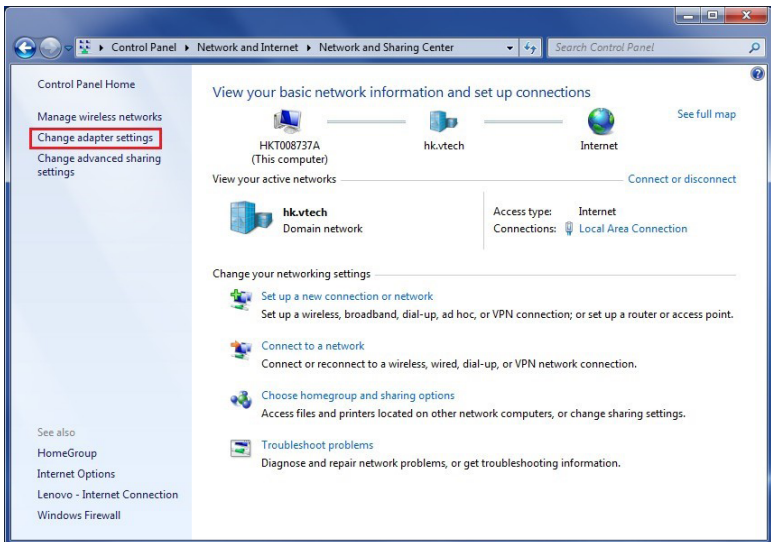 Control Panel ▸ Network and Internet ▸ Network and Sharing Center
Search Control Panel
Control Panel Home
Manage wireless networks
Change adapter settings
Change advanced sharing
settings
See also
HomeGroup
Internet Options
Lenovo - Internet Connection
Windows Firewall
View your basic network information and set up connections
See full map
HKT008737A
(This computer)
hk.vtech
Internet
View your active networks
Connect or disconnect
hk.vtech
Domain network
Access type: Internet
Connections: Local Area Connection
Change your networking settings
Set up a new connection or network
Set up a wireless, broadband, dial-up, ad hoc, or VPN connection; or set up a router or access point.
Connect to a network
Connect or reconnect to a wireless, wired, dial-up, or VPN network connection.
Choose homegroup and sharing options
Access files and printers located on other network computers, or change sharing settings.
Troubleshoot problems
Diagnose and repair network problems, or get troubleshooting information.